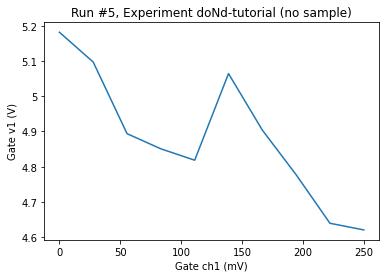 Run #5, Experiment doNd-tutorial (no sample)
5.2
5.1
5
4.9
4.8
4.7
4.6
Gate v1 (V)
0 50 100 150 200 250
Gate ch1 (mV)